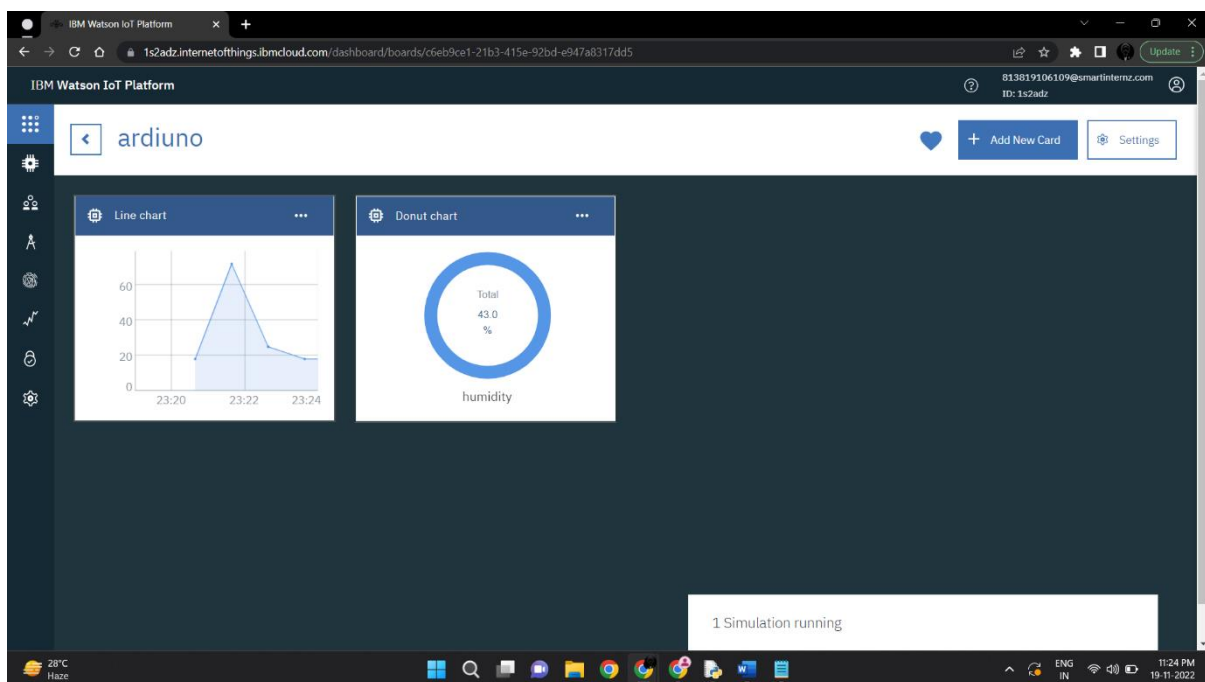 IBM Watson IoT Platform
1s2adz.internetofthings.ibmcloud.com/dashboard/boards/c6eb9ce1-21b3-415e-92bd-e947a8317dd5
Update
IBM Watson IoT Platform
813819106109@smartinternz.com
ID: 1s2adz
ardiuno
+ Add New Card
Settings
Line chart
Donut chart
60
40
20
0
23:20 23:22 23:24
Total
43.0
%
humidity
1 Simulation running
28°C
Haze
ENG
IN
11:24 PM
19-11-2022